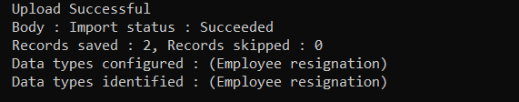 Upload Successful
Body : Import status : Succeeded
Records saved : 2, Records skipped : 0
Data types configured : (Employee resignation)
Data types identified : (Employee resignation)